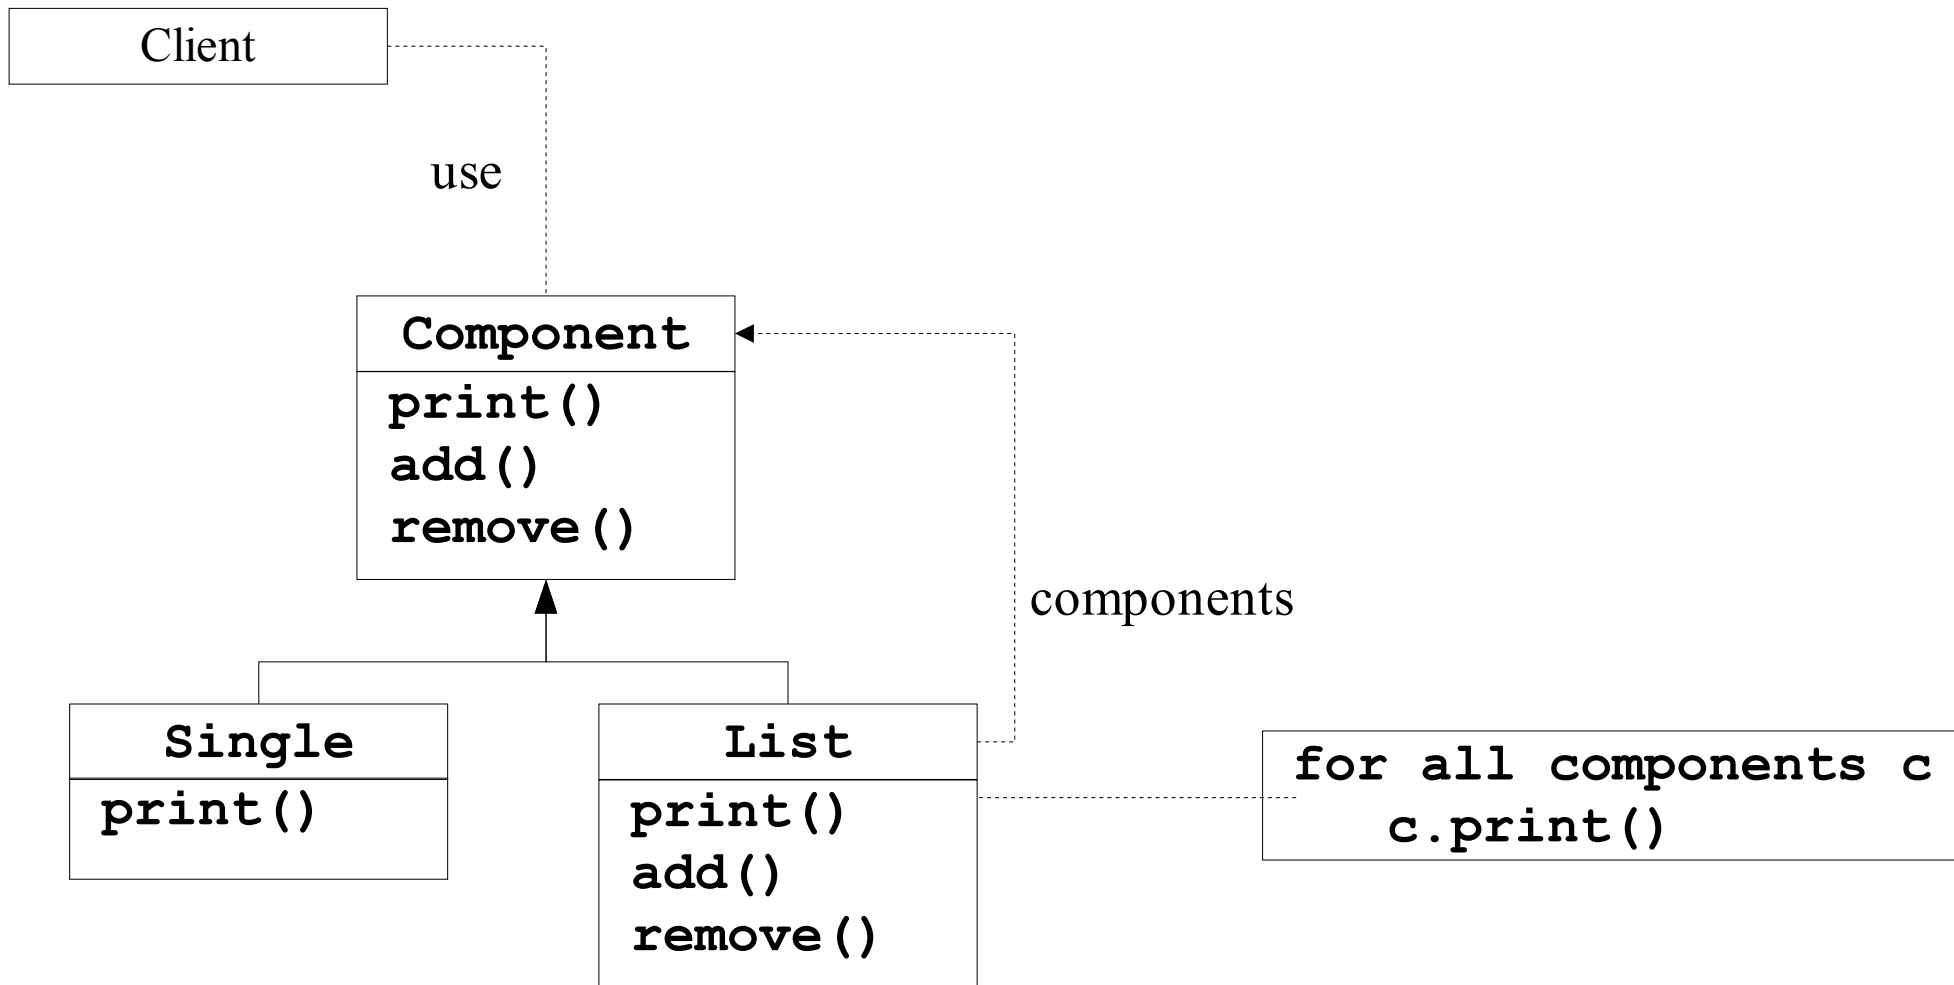 Client
use
Component
print()
add()
remove()
components
Single
print()
List
print()
add()
remove()
for all components c
c.print()